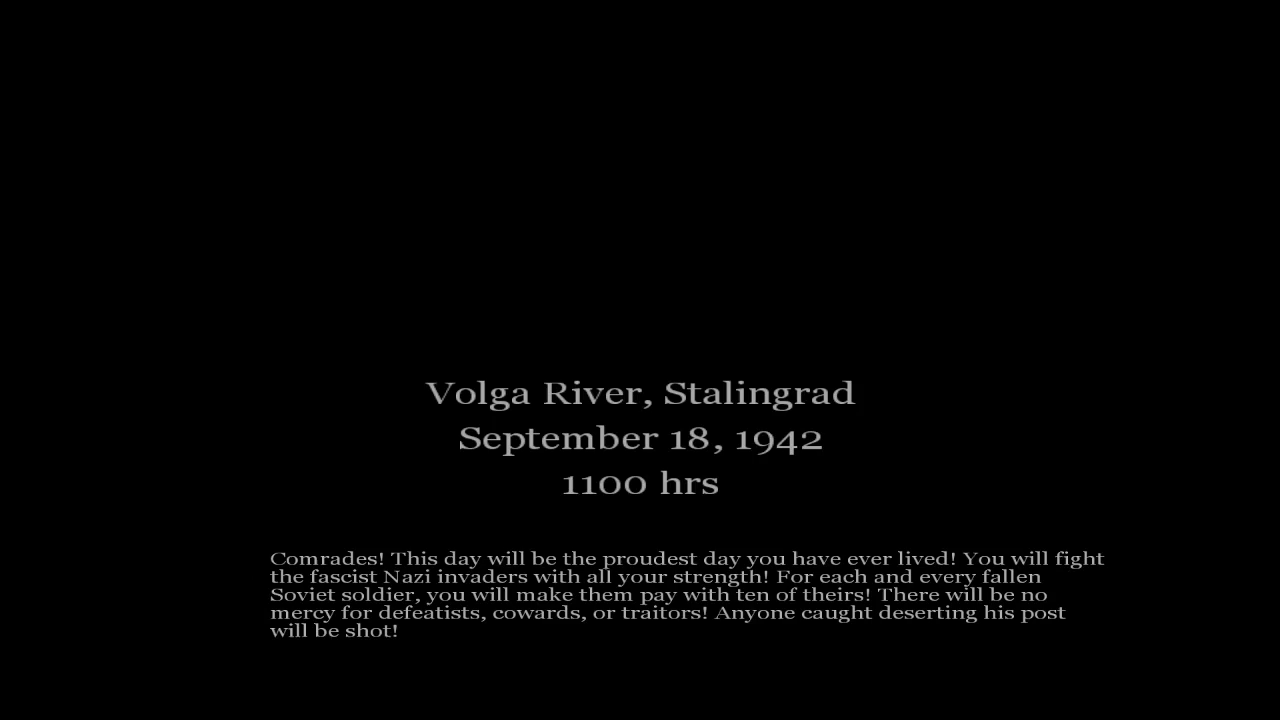 Volga River, Stalingrad
September 18, 1942
1100 hrs
Comrades! This day will be the proudest day you have ever lived! You will fight
the fascist Nazi invaders with all your strength! For each and every fallen
Soviet soldier, you will make them pay with ten of theirs! There will be no
mercy for defeatists, cowards, or traitors! Anyone caught deserting his post
will be shot!